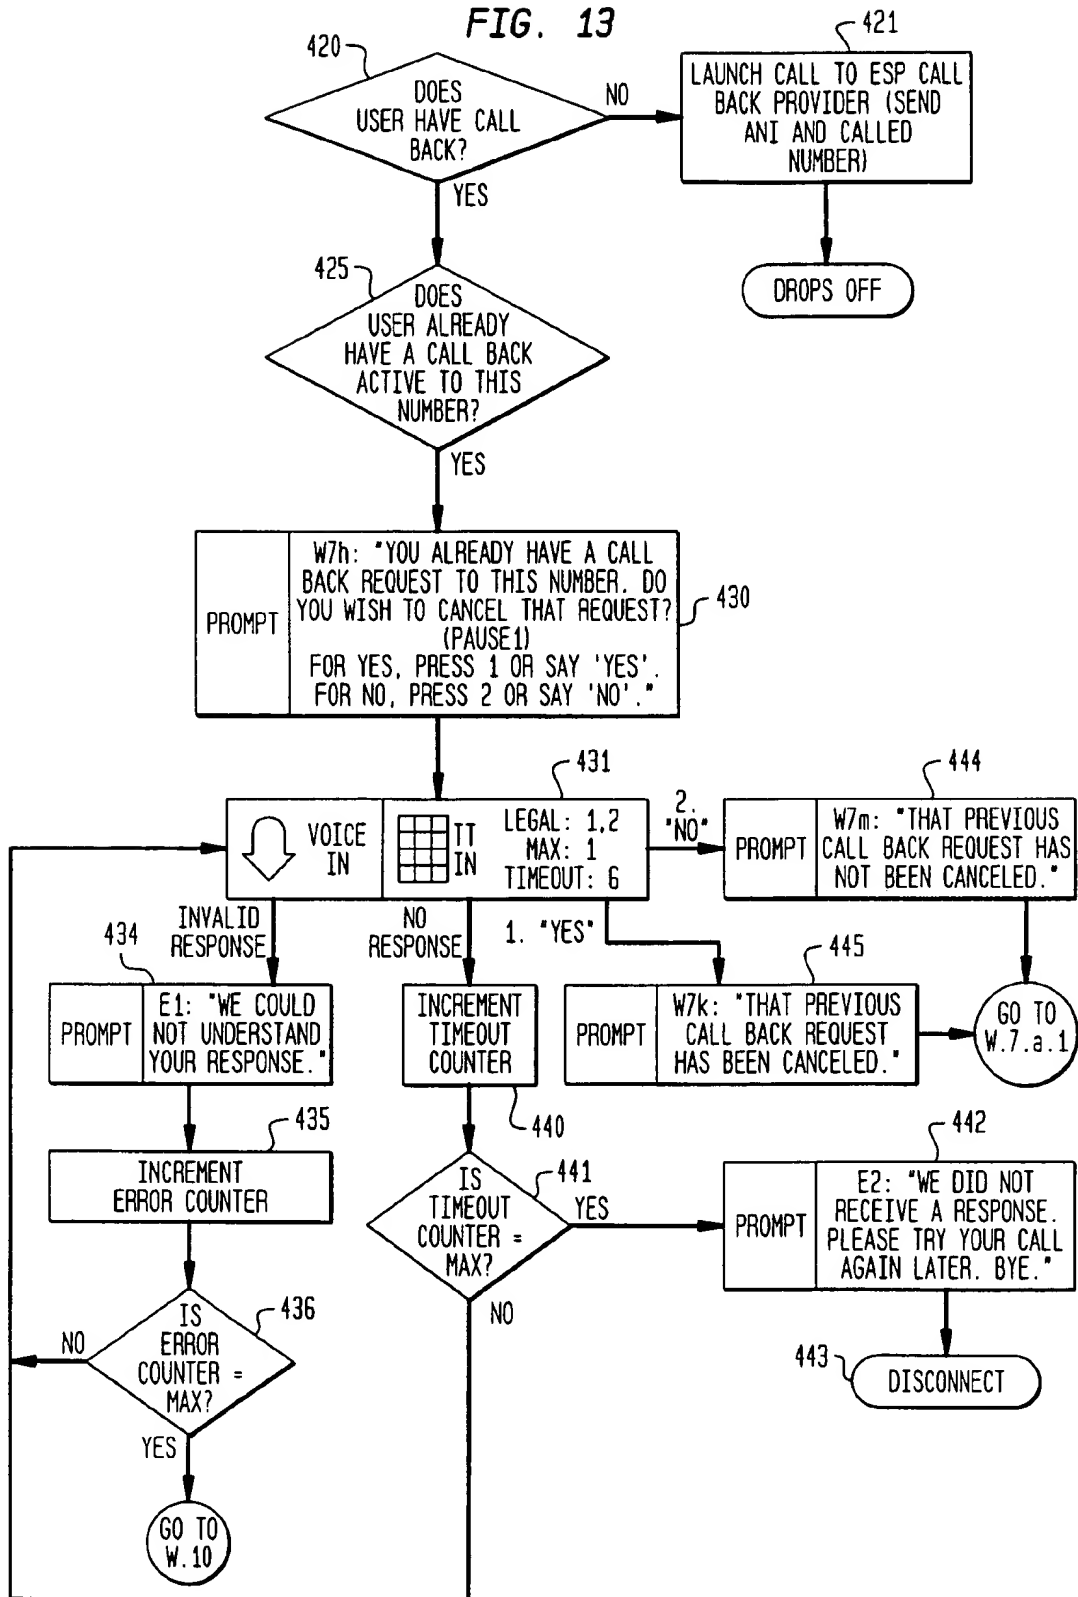 FIG. 13
420
DOES
USER HAVE CALL
BACK?
NO
YES
421
LAUNCH CALL TO ESP CALL
BACK PROVIDER (SEND
ANI AND CALLED
NUMBER)
DROPS OFF
425
DOES
USER ALREADY
HAVE A CALL BACK
ACTIVE TO THIS
NUMBER?
YES
PROMPT
W7h: "YOU ALREADY HAVE A CALL
BACK REQUEST TO THIS NUMBER. DO
YOU WISH TO CANCEL THAT REQUEST?
(PAUSE1)
FOR YES, PRESS 1 OR SAY 'YES'.
FOR NO, PRESS 2 OR SAY 'NO'."
430
431
VOICE
IN
TT
IN
LEGAL: 1,2
MAX: 1
TIMEOUT: 6
2.
"NO"
444
PROMPT
W7m: "THAT PREVIOUS
CALL BACK REQUEST HAS
NOT BEEN CANCELED."
INVALID
RESPONSE
NO
RESPONSE
1. "YES"
434
PROMPT
E1: "WE COULD
NOT UNDERSTAND
YOUR RESPONSE."
INCREMENT
TIMEOUT
COUNTER
440
445
PROMPT
W7k: "THAT PREVIOUS
CALL BACK REQUEST
HAS BEEN CANCELED."
GO TO
W.7.a.1
435
INCREMENT
ERROR COUNTER
441
IS
TIMEOUT
COUNTER =
MAX?
YES
NO
442
PROMPT
E2: "WE DID NOT
RECEIVE A RESPONSE.
PLEASE TRY YOUR CALL
AGAIN LATER. BYE."
443
DISCONNECT
436
IS
ERROR
COUNTER =
MAX?
NO
YES
GO TO
W.10